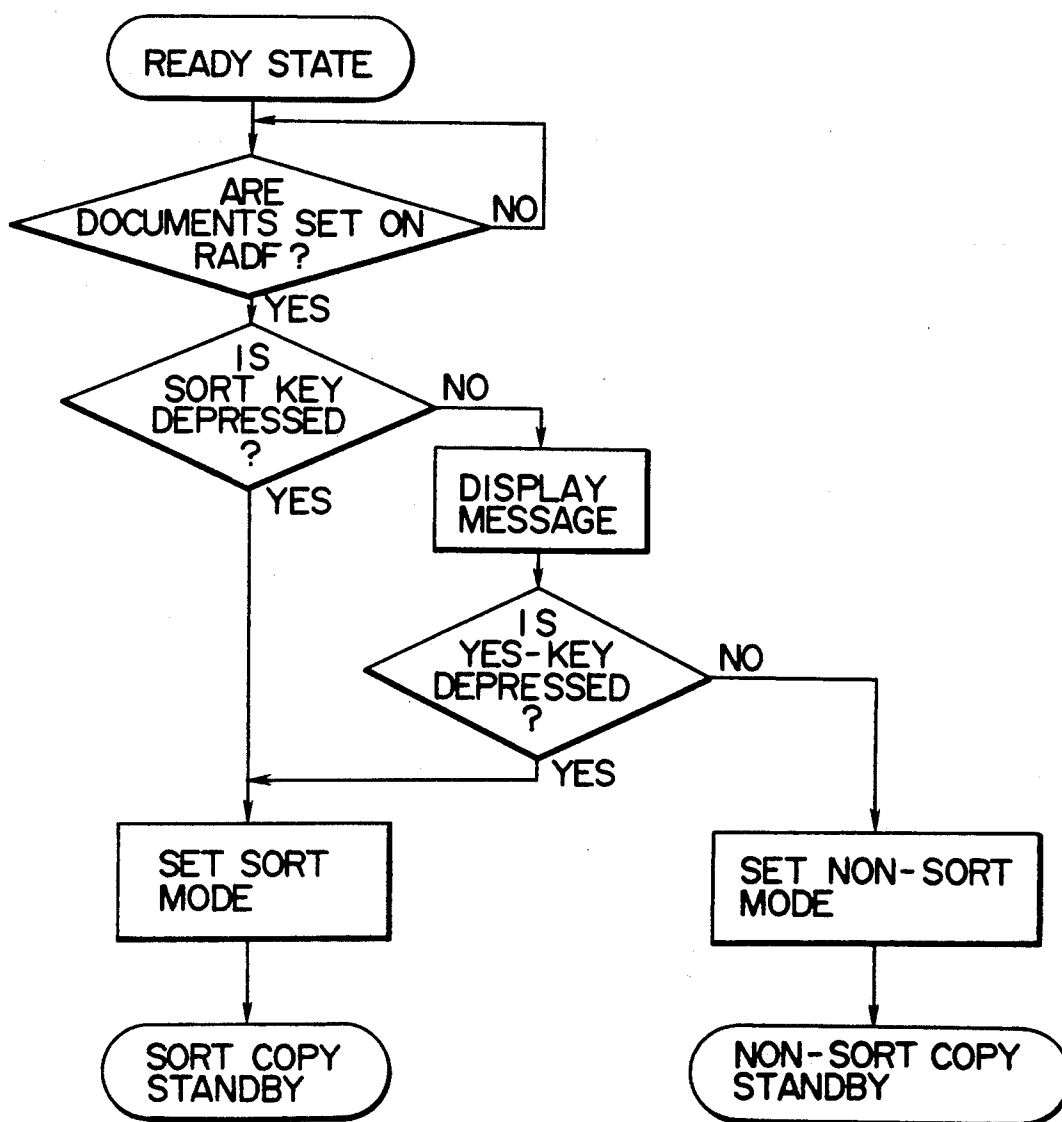 READY STATE
ARE
DOCUMENTS SET ON
RADF?
NO
YES
IS
SORT KEY
DEPRESSED
?
NO
YES
DISPLAY
MESSAGE
IS
YES-KEY
DEPRESSED
?
NO
YES
SET SORT
MODE
SET NON-SORT
MODE
SORT COPY
STANDBY
NON-SORT COPY
STANDBY